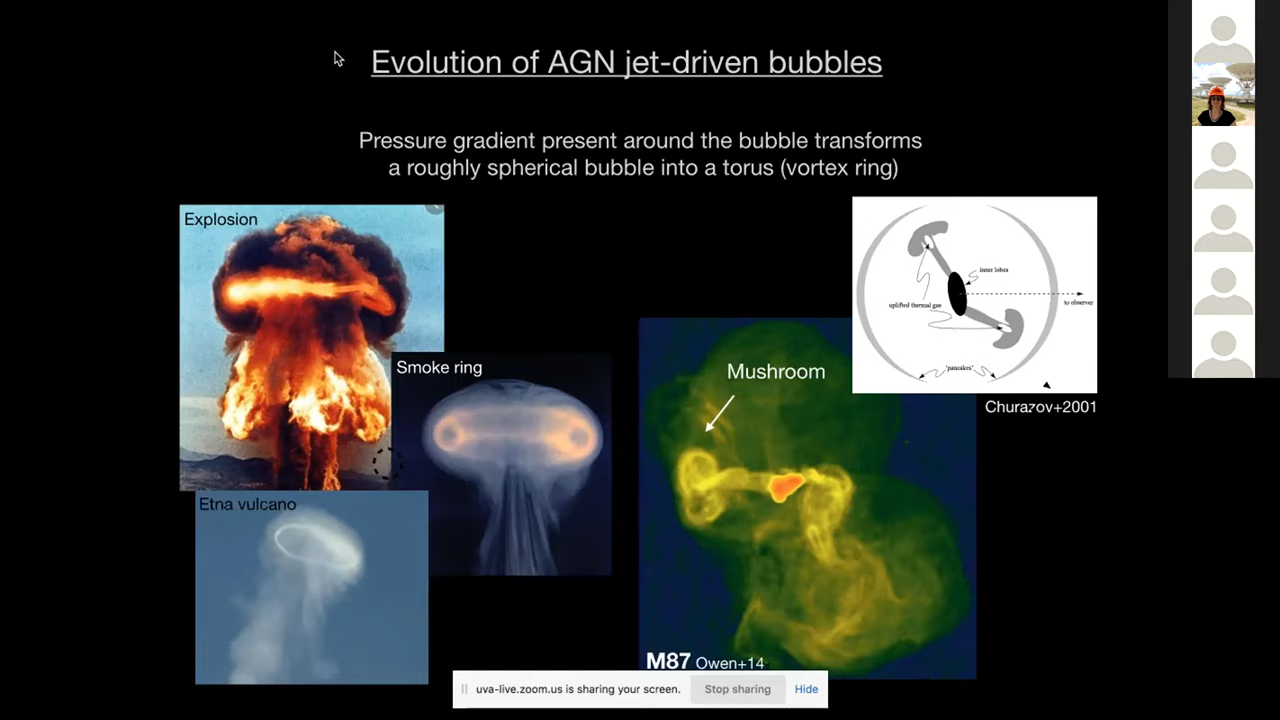 Evolution of AGN jet-driven bubbles
Pressure gradient present around the bubble transforms
a roughly spherical bubble into a torus (vortex ring)
Explosion
Smoke ring
Etna vulcano
Mushroom
M87 Owen+14
inner lobes
uplifted thermal gas
to observer
'pancakes'
Churazov+2001
uva-live.zoom.us is sharing your screen.
Stop sharing
Hide